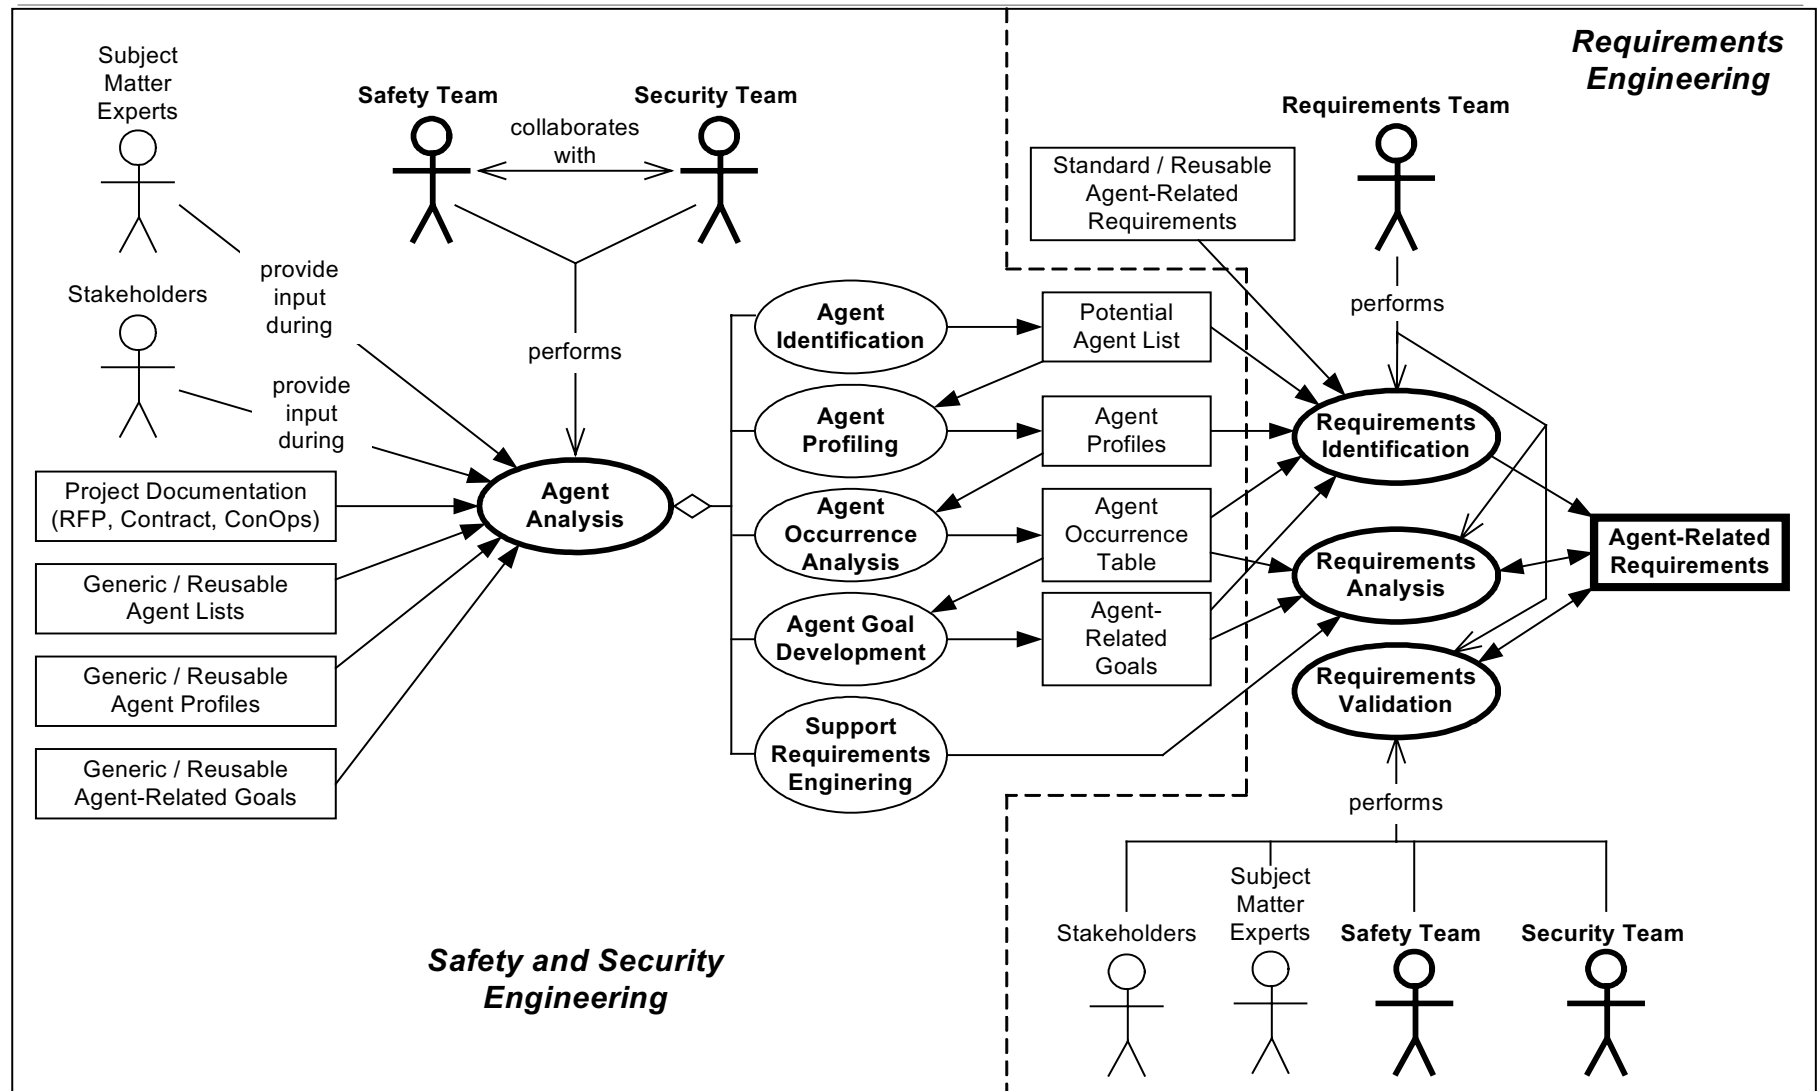 Requirements
Engineering
Subject
Matter
Experts
Safety Team
Security Team
collaborates
with
Requirements Team
Standard / Reusable
Agent-Related
Requirements
Stakeholders
provide
input
during
provide
input
during
performs
performs
Project Documentation
(RFP, Contract, ConOps)
Generic / Reusable
Agent Lists
Generic / Reusable
Agent Profiles
Generic / Reusable
Agent-Related Goals
Agent
Analysis
Agent
Identification
Agent
Profiling
Agent
Occurrence
Analysis
Agent Goal
Development
Support
Requirements
Enginering
Potential
Agent List
Agent
Profiles
Agent
Occurrence
Table
Agent-
Related
Goals
Requirements
Identification
Requirements
Analysis
Requirements
Validation
Agent-Related
Requirements
performs
Stakeholders
Subject
Matter
Experts
Safety Team
Security Team
Safety and Security
Engineering